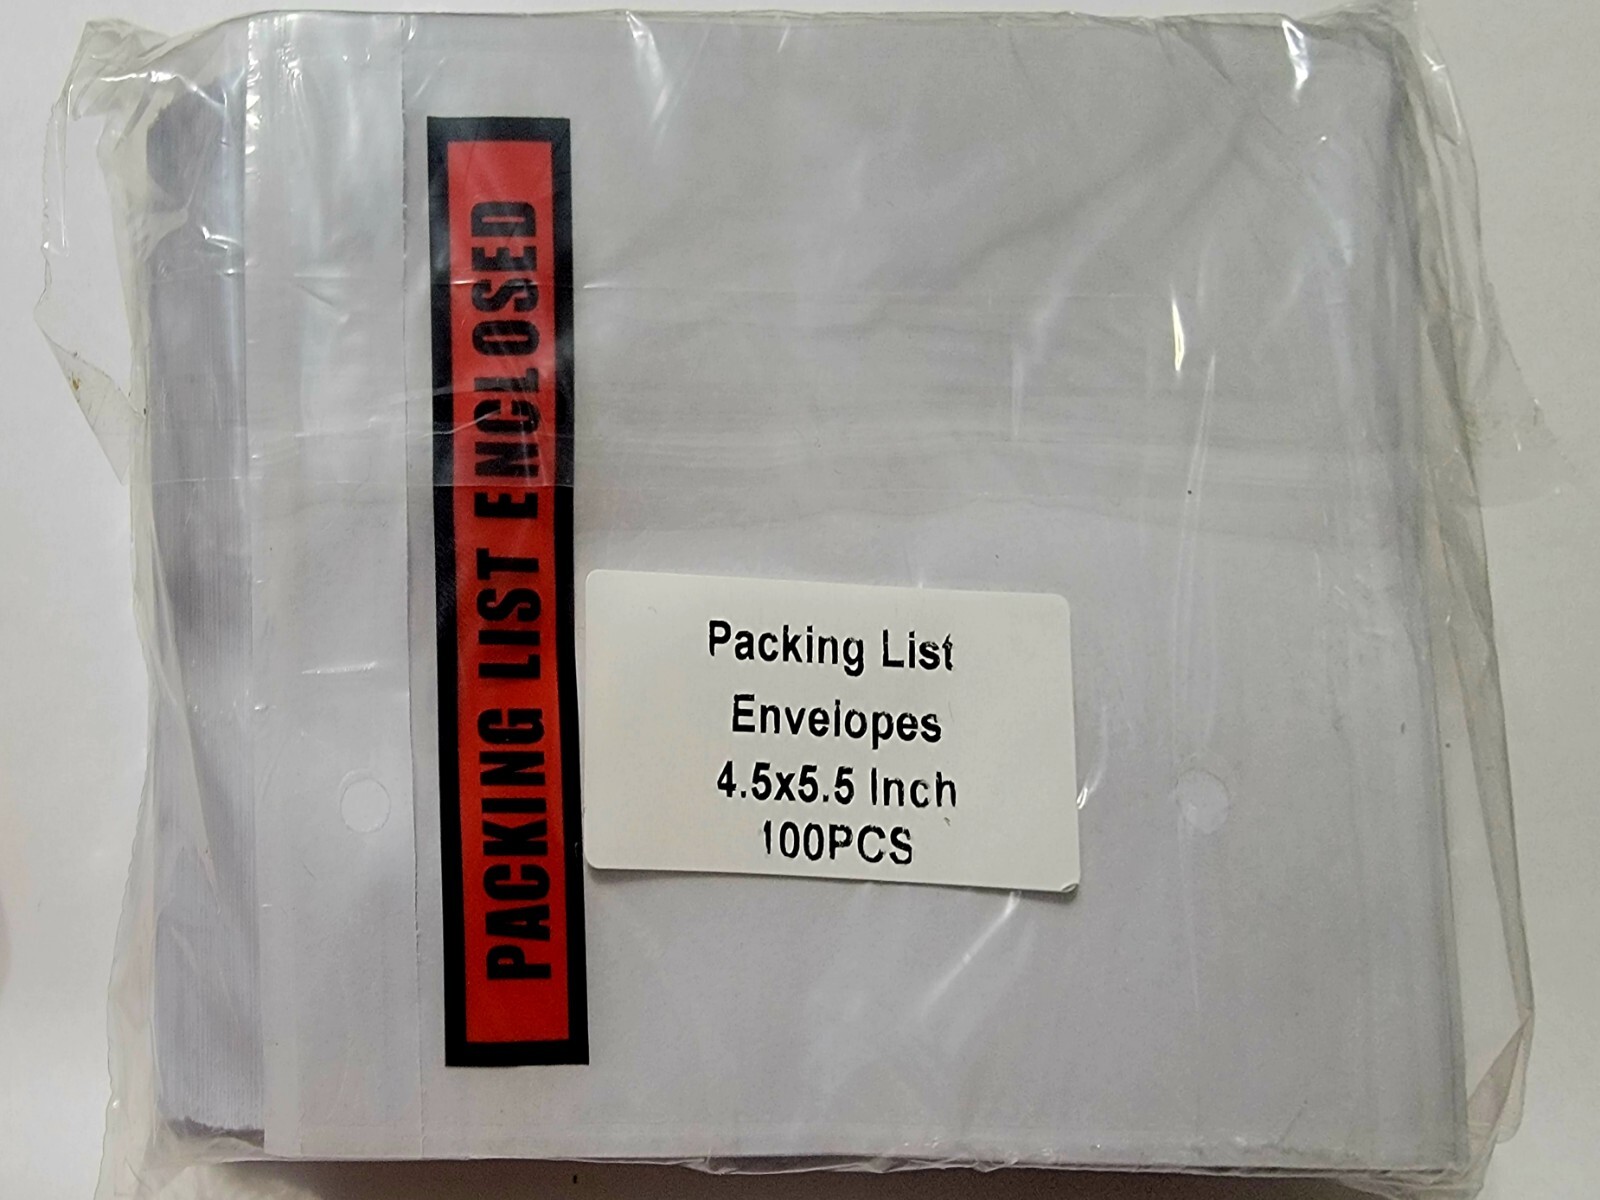 PACKING LIST ENCLOSED
Packing List
Envelopes
4.5x5.5 Inch
100PCS